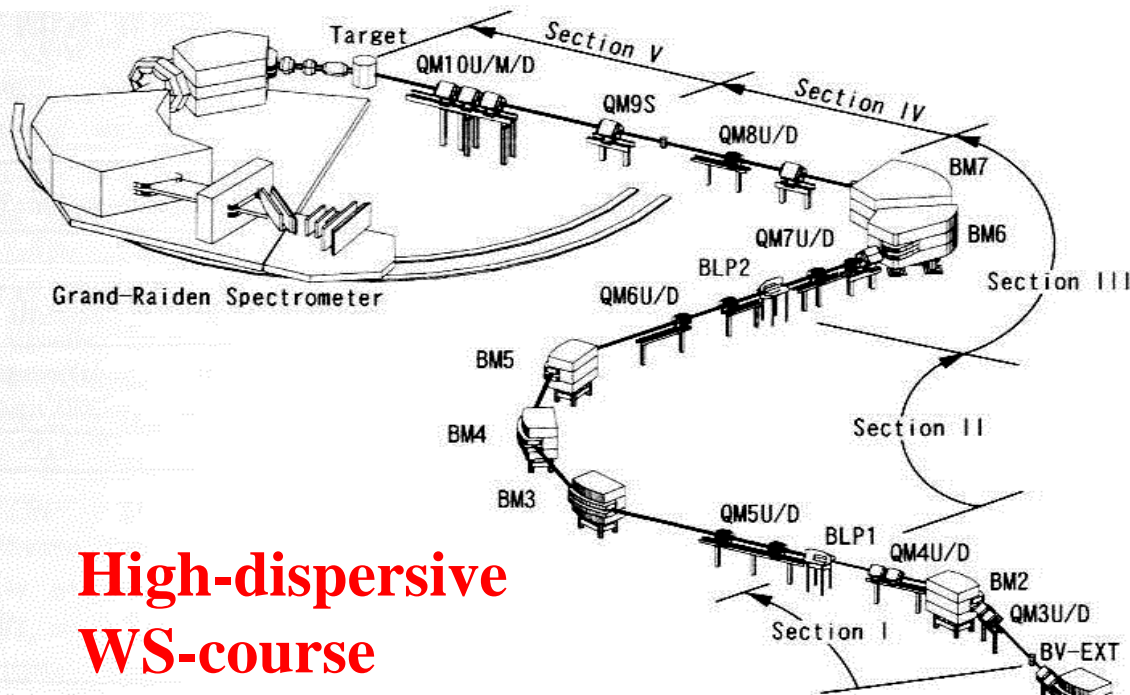 Target
Section V
QM10U/M/D
Section IV
QM9S
QM8U/D
BM7
QM7U/D
BM6
BLP2
Section III
Grand-Raiden Spectrometer
QM6U/D
BM5
BM4
Section II
BM3
QM5U/D
BLP1
QM4U/D
High-dispersive
WS-course
BM2
QM3U/D
Section I
BV-EXT